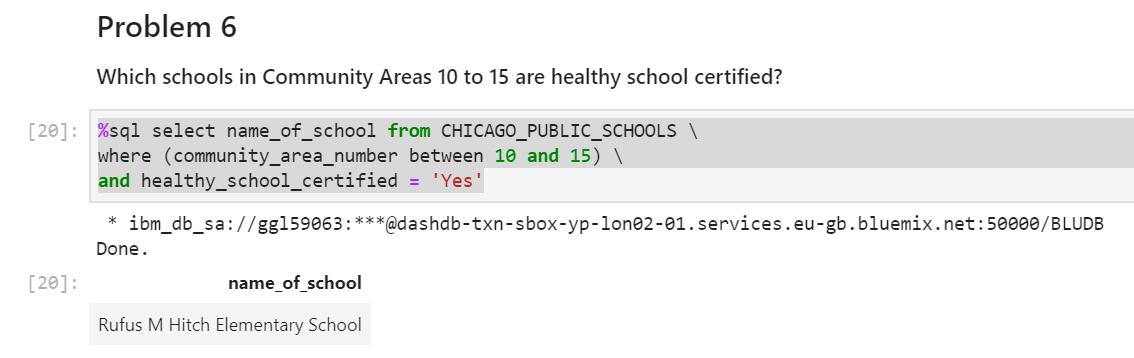 Problem 6
Which schools in Community Areas 10 to 15 are healthy school certified?
[20]: %sql select name_of_school from CHICAGO_PUBLIC_SCHOOLS \
where (community_area_number between 10 and 15) \
and healthy_school_certified = 'Yes'
* ibm_db_sa://ggl59063:***@dashdb-txn-sbox-yp-lon02-01.services.eu-gb.bluemix.net:50000/BLUDB
Done.
[20]: name_of_school
Rufus M Hitch Elementary School